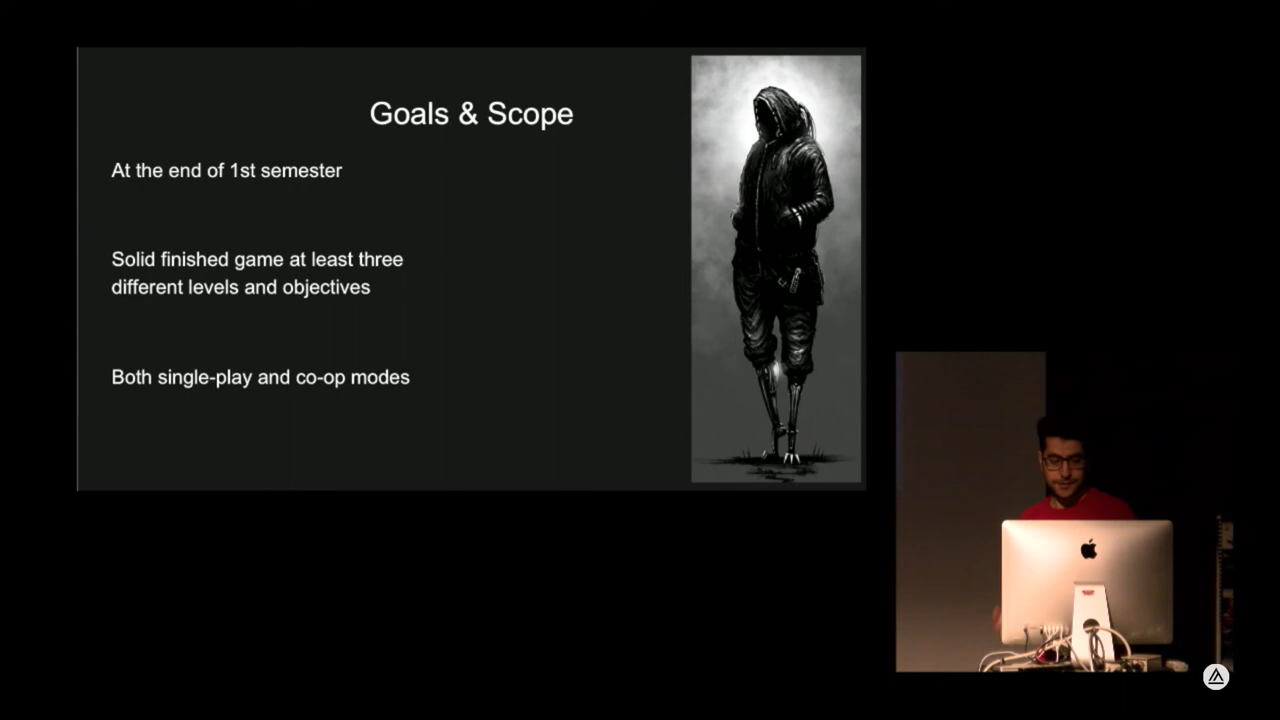 Goals & Scope
At the end of 1st semester
Solid finished game at least three
different levels and objectives
Both single-play and co-op modes